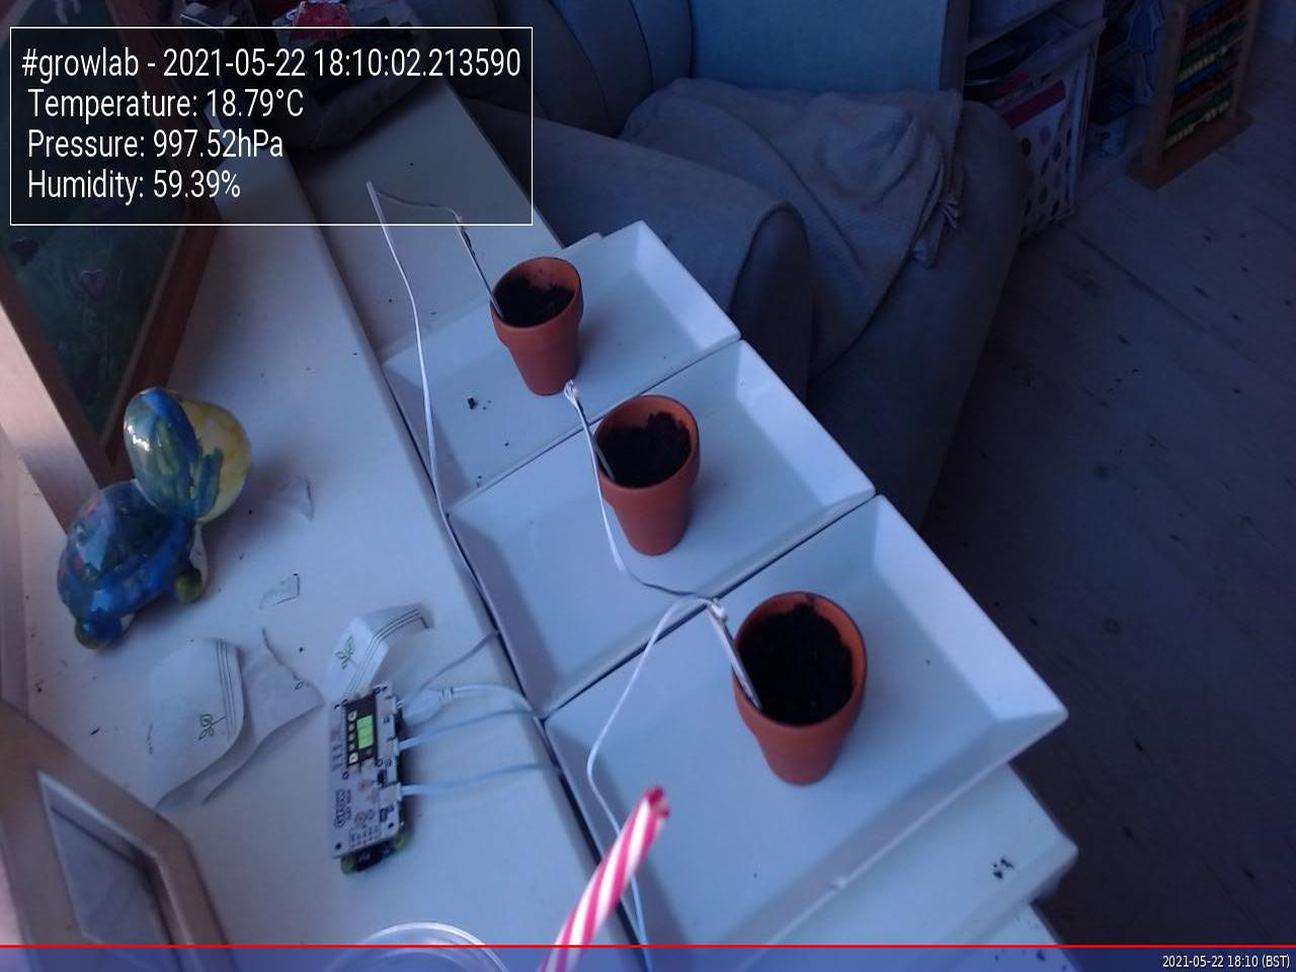 #growlab - 2021-05-22 18:10:02.213590
Temperature: 18.79°C
Pressure: 997.52hPa
Humidity: 59.39%
2021-05-22 18:10 (BST)